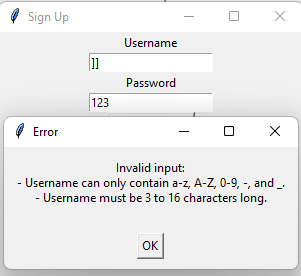 Sign Up
Username
]]
Password
123
Error
Invalid input:
- Username can only contain a-z, A-Z, 0-9, -, and _.
- Username must be 3 to 16 characters long.
OK